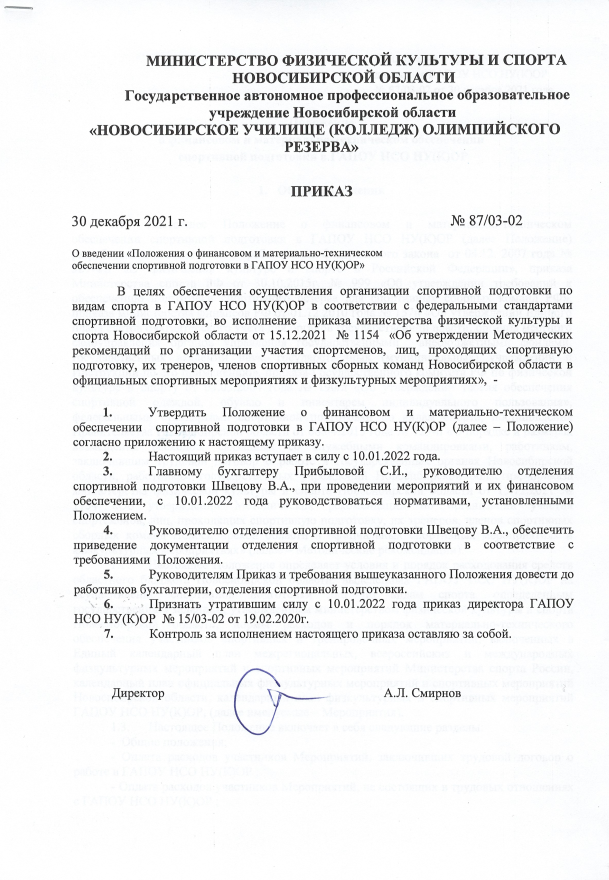 МИНИСТЕРСТВО ФИЗИЧЕСКОЙ КУЛЬТУРЫ И СПОРТА
НОВОСИБИРСКОЙ ОБЛАСТИ
Государственное автономное профессиональное образовательное
учреждение Новосибирской области
«НОВОСИБИРСКОЕ УЧИЛИЩЕ (КОЛЛЕДЖ) ОЛИМПИЙСКОГО
РЕЗЕРВА»
ПРИКАЗ
30 декабря 2021 г. № 87/03-02
О введении «Положения о финансовом и материально-техническом
обеспечении спортивной подготовки в ГАПОУ НСО НУ(К)ОР»
В целях обеспечения осуществления организации спортивной подготовки по
видам спорта в ГАПОУ НСО НУ(К)ОР в соответствии с федеральными стандартами
спортивной подготовки, во исполнение приказа министерства физической культуры и
спорта Новосибирской области от 15.12.2021 № 1154 «Об утверждении Методических
рекомендаций по организации участия спортсменов, лиц, проходящих спортивную
подготовку, их тренеров, членов спортивных сборных команд Новосибирской области в
официальных спортивных мероприятиях и физкультурных мероприятиях», -
1. Утвердить Положение о финансовом и материально-техническом
обеспечении спортивной подготовки в ГАПОУ НСО НУ(К)ОР (далее – Положение)
согласно приложению к настоящему приказу.
2. Настоящий приказ вступает в силу с 10.01.2022 года.
3. Главному бухгалтеру Прибыловой С.И., руководителю отделения
спортивной подготовки Швецову В.А., при проведении мероприятий и их финансовом
обеспечении, с 10.01.2022 года руководствоваться нормативами, установленными
Положением.
4. Руководителю отделения спортивной подготовки Швецову В.А., обеспечить
приведение документации отделения спортивной подготовки в соответствие с
требованиями Положения.
5. Руководителям Приказ и требования вышеуказанного Положения довести до
работников бухгалтерии, отделения спортивной подготовки.
6. Признать утратившим силу с 10.01.2022 года приказ директора ГАПОУ
НСО НУ(К)ОР № 15/03-02 от 19.02.2020г.
7. Контроль за исполнением настоящего приказа оставляю за собой.
Директор А.Л. Смирнов